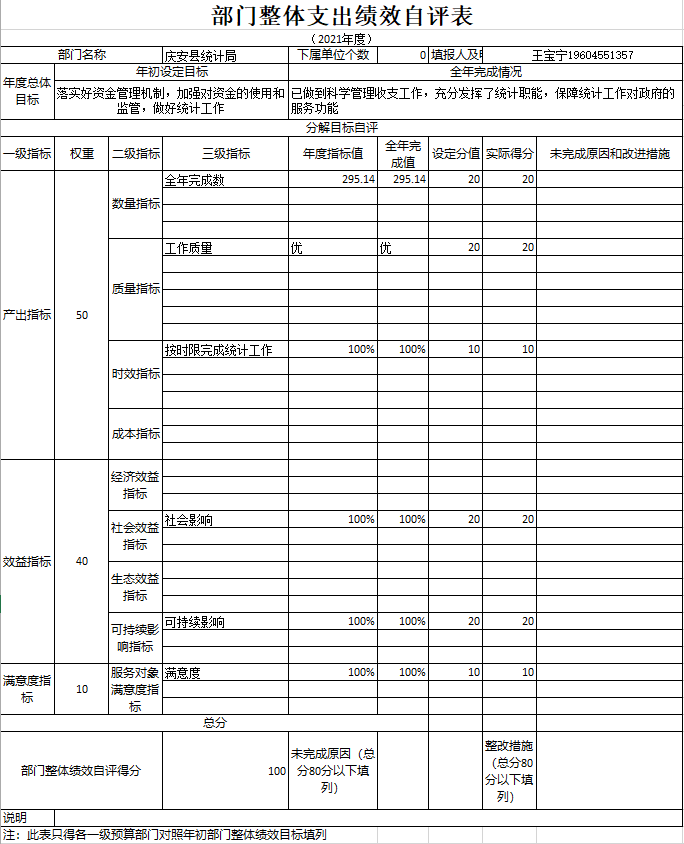 部门整体支出绩效自评表
（2021年度）
部门名称 庆安县统计局 下属单位个数 0 填报人及 王宝宁19604551357
年度总体目标 年初设定目标 全年完成情况
落实好资金管理机制，加强对资金的使用和监管，做好统计工作 已做到科学管理收支工作，充分发挥了统计职能，保障统计工作对政府的服务功能
分解目标自评
一级指标 权重 二级指标 三级指标 年度指标值 全年完成值 设定分值 实际得分 未完成原因和改进措施
产出指标 50 数量指标 全年完成数 295.14 295.14 20 20
质量指标 工作质量 优 优 20 20
时效指标 按时限完成统计工作 100% 100% 10 10
成本指标
效益指标 40 经济效益指标
社会效益指标 社会影响 100% 100% 20 20
生态效益指标
可持续影响指标 可持续影响 100% 100% 20 20
满意度指标 10 服务对象满意度指标 满意度 100% 100% 10 10
总分
部门整体绩效自评得分 100 未完成原因（总分80分以下填列） 整改措施（总分80分以下填列）
说明
注：此表只得各一级预算部门对照年初部门整体绩效目标填列